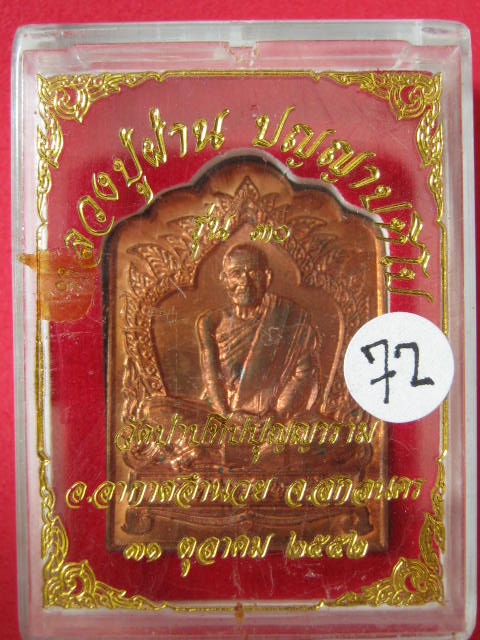 หลวงปู่ผ่าน ปญฺญาปทีโป
รุ่น ๓๐
72
วัดป่าปทีปปุญญาราม
อ.อากาศอำนวย จ.สกลนคร
๓๑ ตุลาคม ๒๕๕๒